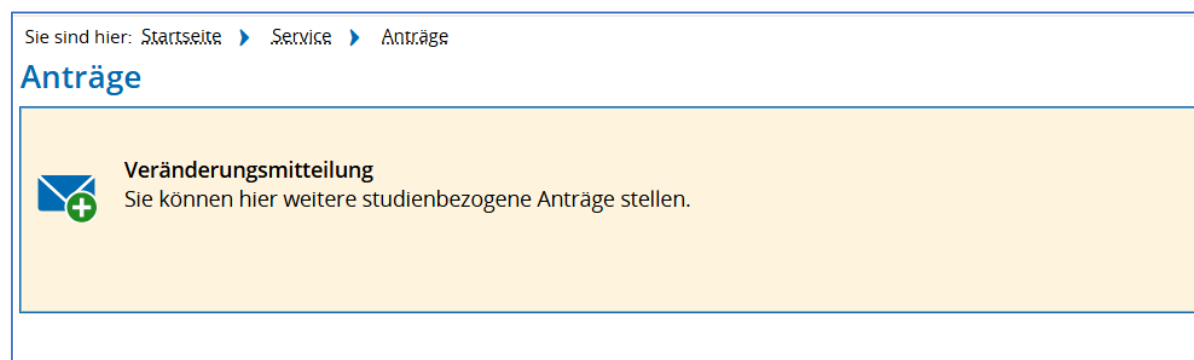 Sie sind hier: Startseite Service Anträge
Anträge
Veränderungsmitteilung
Sie können hier weitere studienbezogene Anträge stellen.